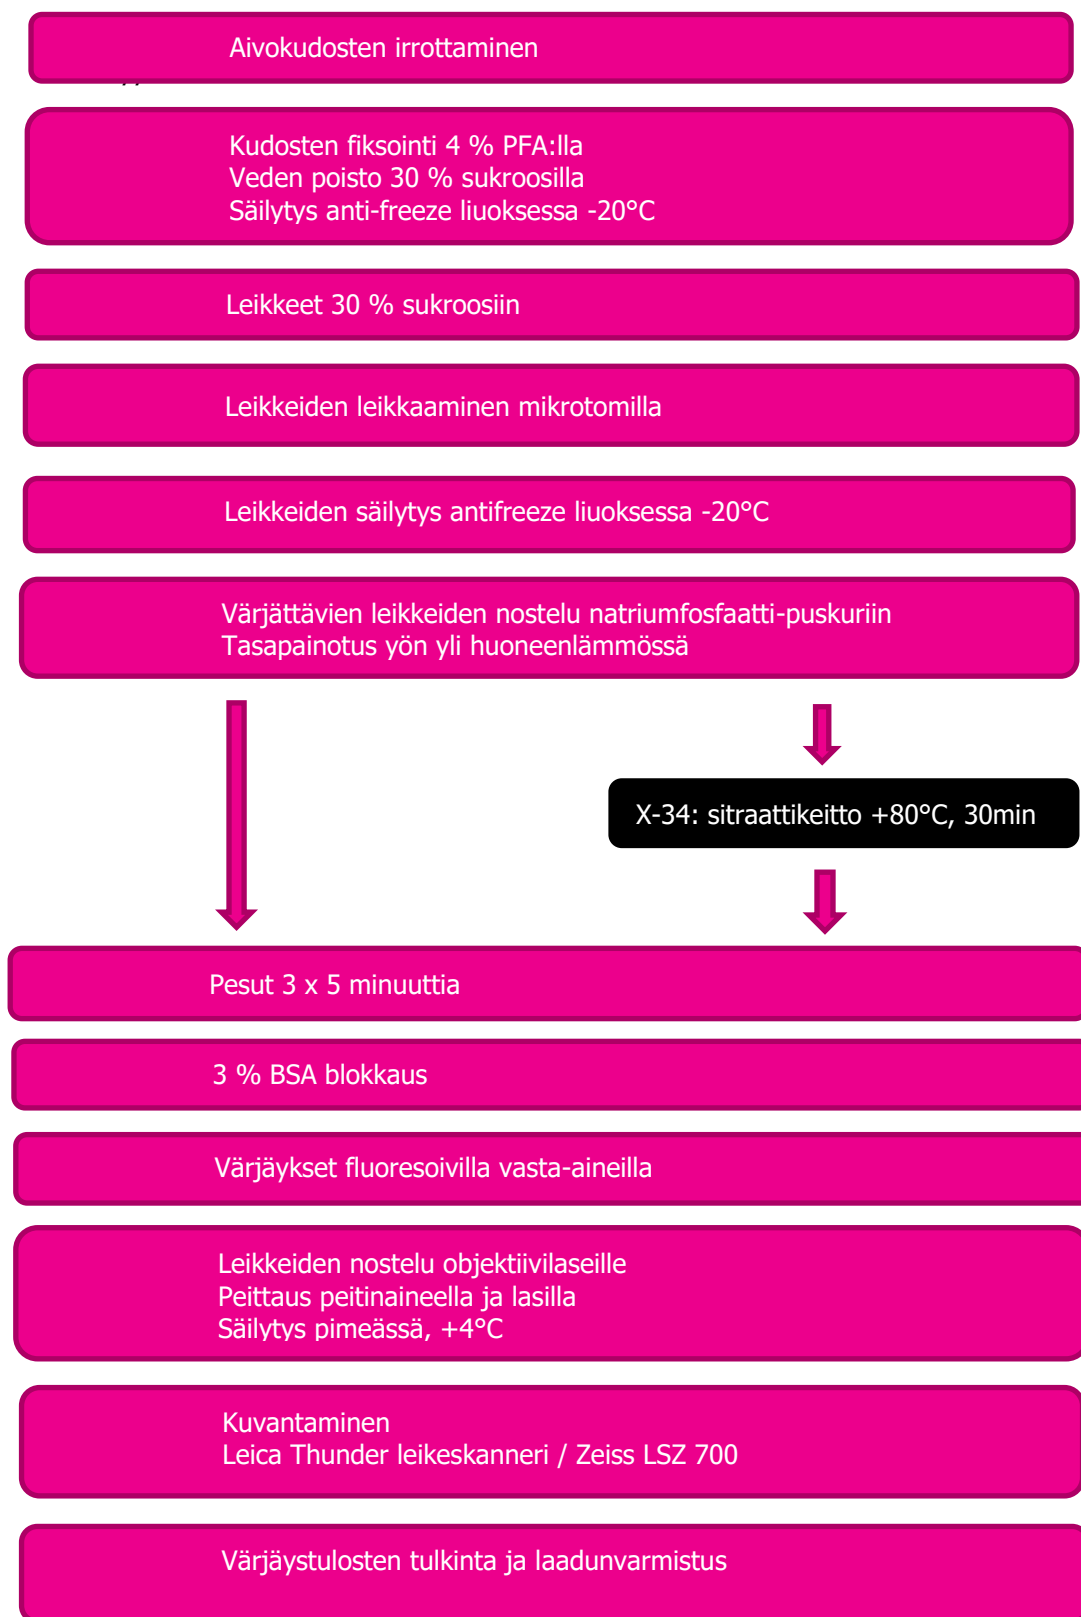 Aivokudosten irrottaminen
Kudosten fiksointi 4 % PFA:lla
Veden poisto 30 % sukroosilla
Säilytys anti-freeze liuoksessa -20°C
Leikkeet 30 % sukroosiin
Leikkeiden leikkaaminen mikrotomilla
Leikkeiden säilytys antifreeze liuoksessa -20°C
Värjättävien leikkeiden nostelu natriumfosfaatti-puskuriin
Tasapainotus yön yli huoneenlämmössä
X-34: sitraattikeitto +80°C, 30min
Pesut 3 x 5 minuuttia
3 % BSA blokkaus
Värjäykset fluoresoivilla vasta-aineilla
Leikkeiden nostelu objektiivilaseille
Peittaus peitinaineella ja lasilla
Säilytys pimeässä, +4°C
Kuvantaminen
Leica Thunder leikeskanneri / Zeiss LSZ 700
Värjäystulosten tulkinta ja laadunvarmistus